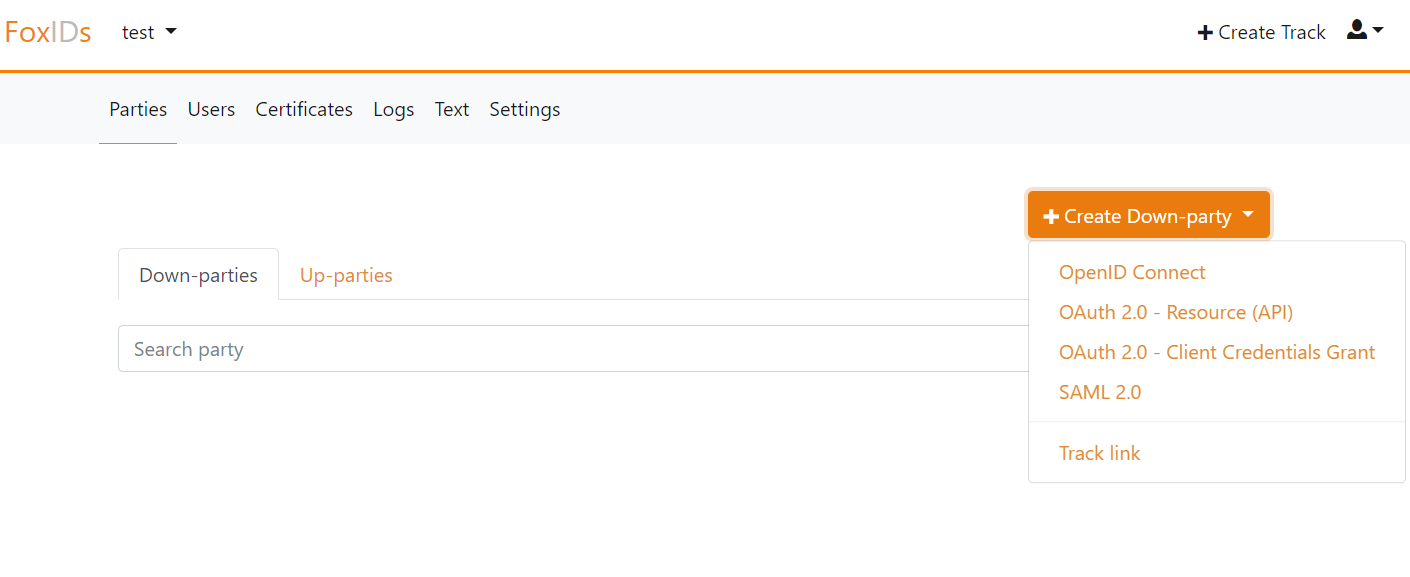 FoxIDs test Create Track
Parties Users Certificates Logs Text Settings
Create Down-party
Down-parties Up-parties
Search party
OpenID Connect
OAuth 2.0 - Resource (API)
OAuth 2.0 - Client Credentials Grant
SAML 2.0
Track link